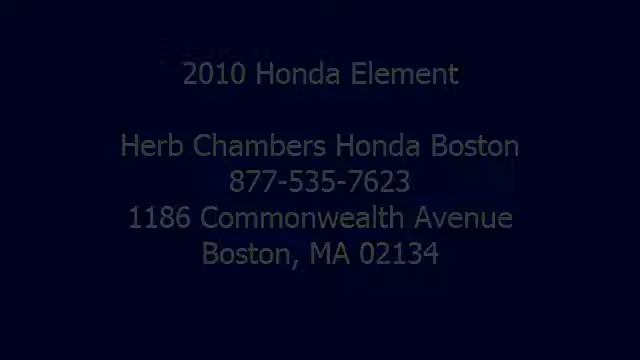 2010 Honda Element
Herb Chambers Honda Boston
877-535-7623
1186 Commonwealth Avenue
Boston, MA 02134